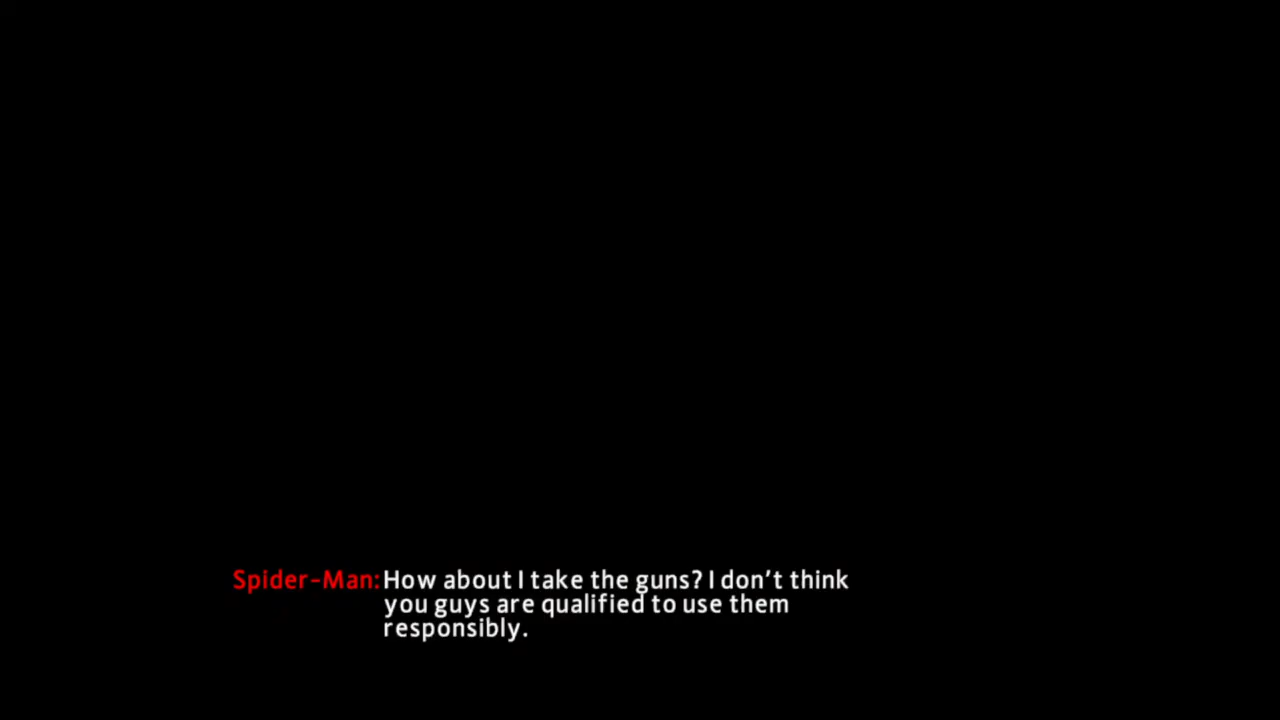 Spider-Man: How about I take the guns? I don't think
you guys are qualified to use them
responsibly.